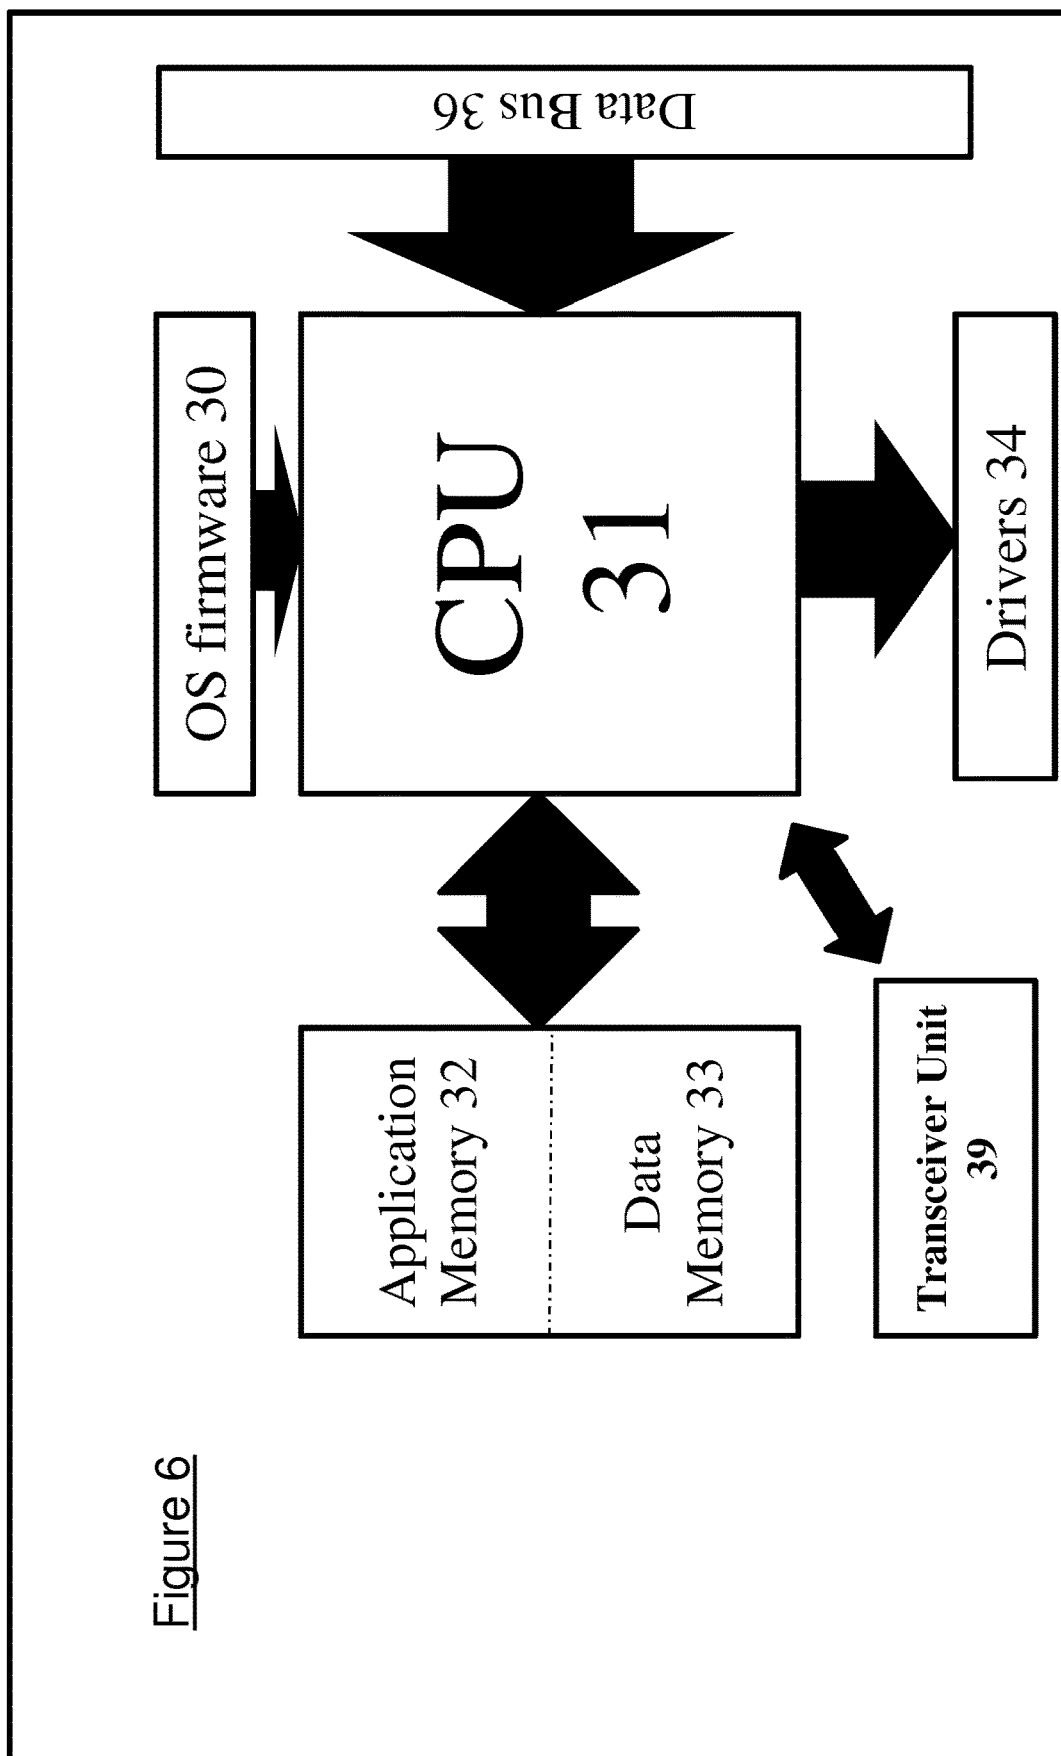 Figure 6
OS firmware 30
Application
Memory 32
Data
Memory 33
CPU
31
Data Bus 36
Transceiver Unit
39
Drivers 34